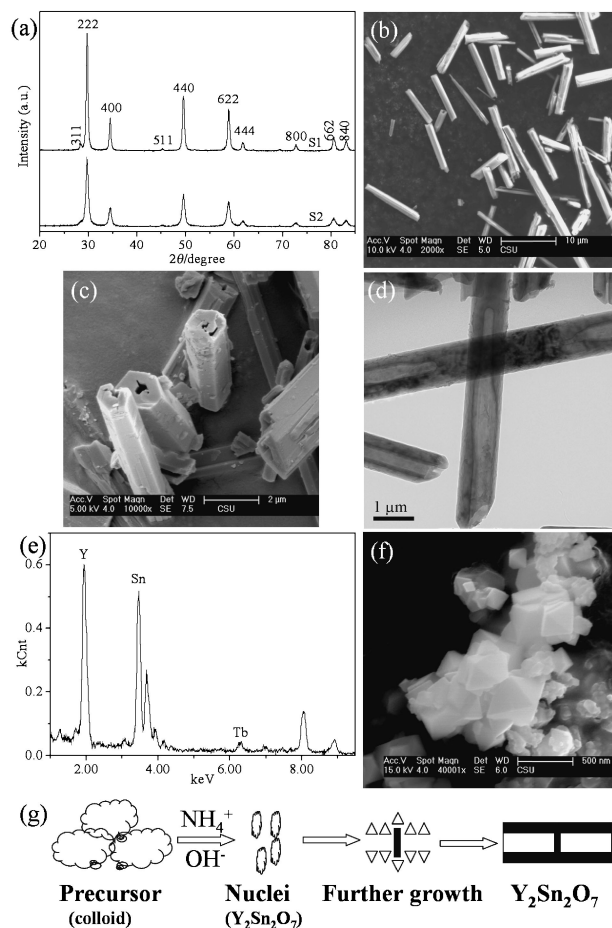 (a)
222
311
400
511
440
622
444
800
662
840
S1
S2
Intensity (a.u.)
20 30 40 50 60 70 80 90
2θ/degree
(b)
Acc.V Spot Magn Det WD 10 μm
10.0 kV 4.0 2000x SE 5.0 CSU
(c)
Acc.V Spot Magn Det WD 2 μm
5.00 kV 4.0 10000x SE 7.5 CSU
(d)
1 μm
(e)
Y
Sn
Tb
kCnt
0.6
0.4
0.2
0.0
2.00 4.00 6.00 8.00
keV
(f)
Acc.V Spot Magn Det WD 500 nm
15.0 kV 4.0 40001x SE 6.0 CSU
(g)
NH₄⁺
OH⁻
Precursor Nuclei Further growth Y₂Sn₂O₇
(colloid) (Y₂Sn₂O₇)